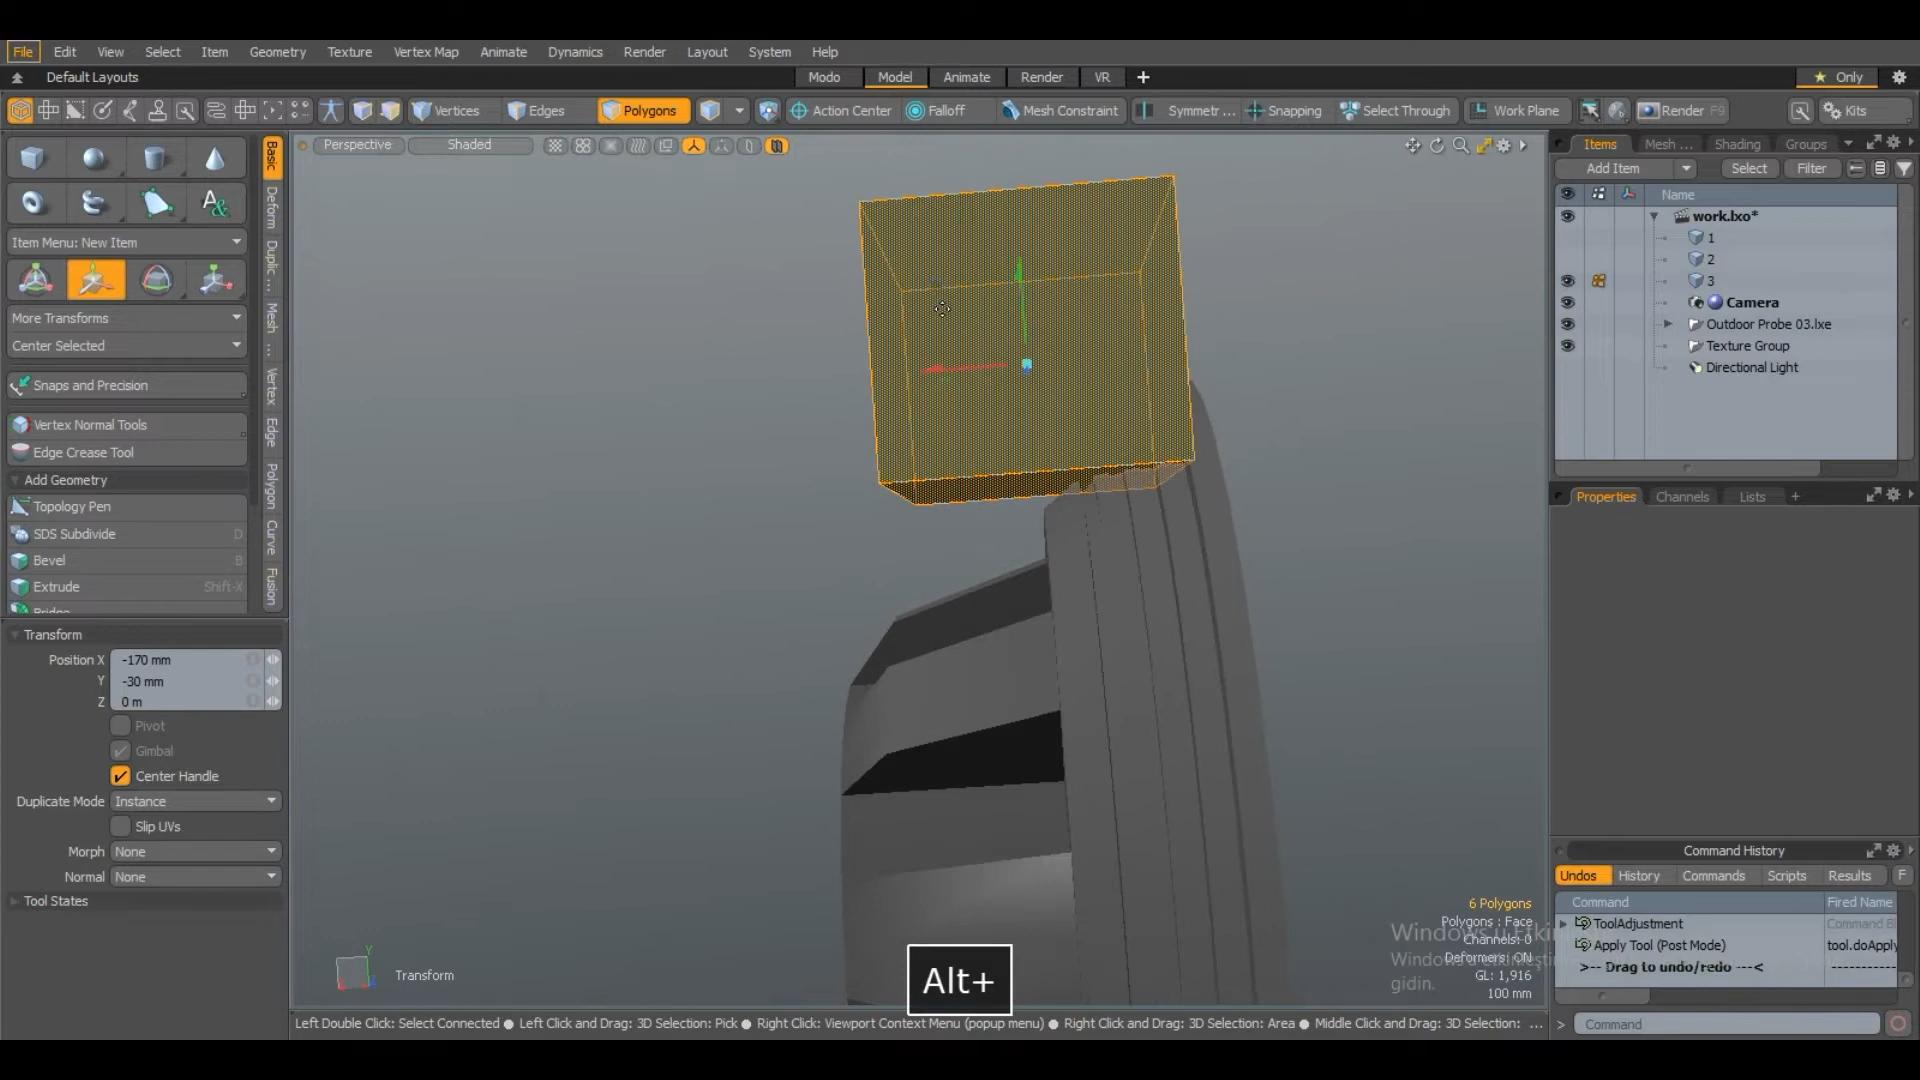 File Edit View Select Item Geometry Texture Vertex Map Animate Dynamics Render Layout System Help
Default Layouts Modo Model Animate Render VR + Only
Vertices Edges Polygons Action Center Falloff Mesh Constraint Symmetr ... Snapping Select Through Work Plane Render F9 Kits
Perspective Shaded
Basic
Deform
Duplic ...
Mesh ...
Vertex
Edge
Polygon
Curve
Fusion
Item Menu: New Item
More Transforms
Center Selected
Snaps and Precision
Vertex Normal Tools
Edge Crease Tool
Add Geometry
Topology Pen
SDS Subdivide D
Bevel B
Extrude Shift-X
Bridge
Transform
Position X -170 mm
Y -30 mm
Z 0 m
Pivot
Gimbal
Center Handle
Duplicate Mode Instance
Slip UVs
Morph None
Normal None
Tool States
Y
Transform
Alt+
6 Polygons
Polygons : Face
Channels: 0
Deformers: ON
GL: 1,916
100 mm
gidin.
Left Double Click: Select Connected ● Left Click and Drag: 3D Selection: Pick ● Right Click: Viewport Context Menu (popup menu) ● Right Click and Drag: 3D Selection: Area ● Middle Click and Drag: 3D Selection: ...
Items Mesh ... Shading Groups
Add Item Select Filter
Name
work.lxo*
1
2
3
Camera
Outdoor Probe 03.lxe
Texture Group
Directional Light
Properties Channels Lists +
Command History
Undos History Commands Scripts Results F
Command Fired Name
ToolAdjustment
Apply Tool (Post Mode) tool.doApply
>-- Drag to undo/redo ---< 
> Command